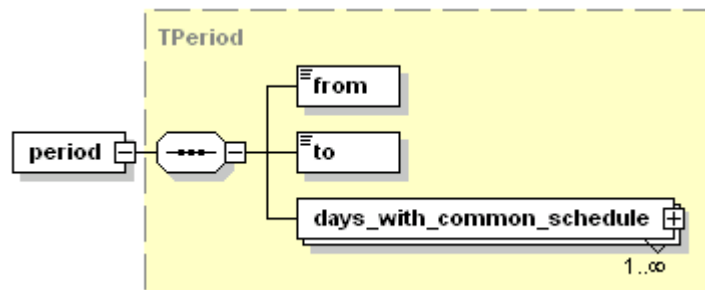 TPeriod
from
period
to
days_with_common_schedule
1..∞